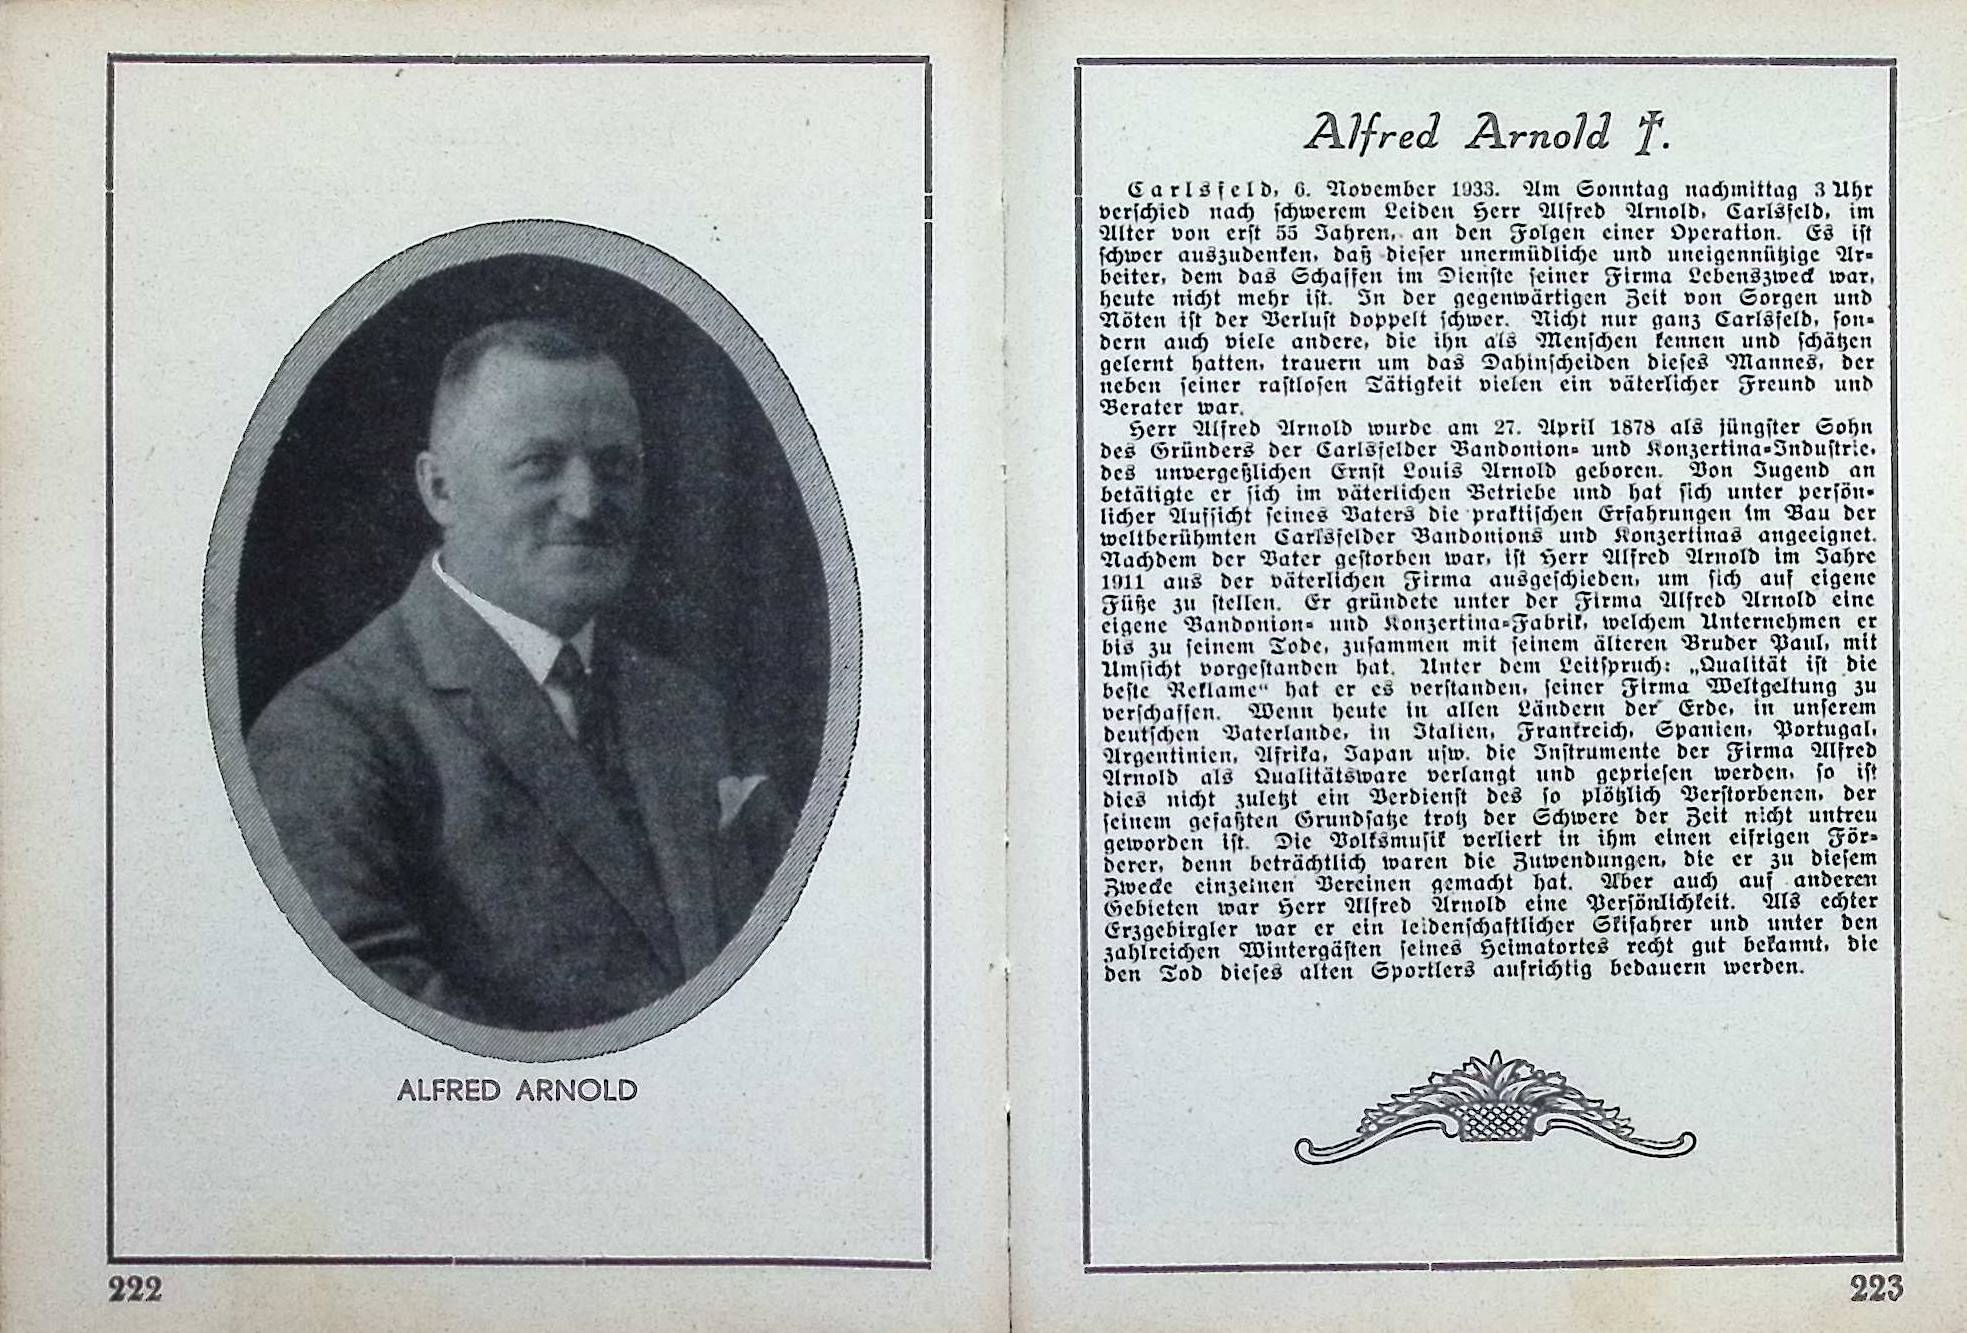 ALFRED ARNOLD
222
Alfred Arnold †.
Carlsfeld, 6. November 1933. Am Sonntag nachmittag 3 Uhr
verschied nach schwerem Leiden Herr Alfred Arnold, Carlsfeld, im
Alter von erst 55 Jahren, an den Folgen einer Operation. Es ist
schwer auszudenken, daß dieser unermüdliche und uneigennützige Ar-
beiter, dem das Schaffen im Dienste seiner Firma Lebenszweck war,
heute nicht mehr ist. In der gegenwärtigen Zeit von Sorgen und
Nöten ist der Verlust doppelt schwer. Nicht nur ganz Carlsfeld, son-
dern auch viele andere, die ihn als Menschen kennen und schätzen
gelernt hatten, trauern um das Dahinscheiden dieses Mannes, der
neben seiner rastlosen Tätigkeit vielen ein väterlicher Freund und
Berater war.
Herr Alfred Arnold wurde am 27. April 1878 als jüngster Sohn
des Gründers der Carlsfelder Bandonion- und Konzertina-Industrie,
des unvergeßlichen Ernst Louis Arnold geboren. Von Jugend an
betätigte er sich im väterlichen Betriebe und hat sich unter persön-
licher Aufsicht seines Vaters die praktischen Erfahrungen im Bau der
weltberühmten Carlsfelder Bandonions und Konzertinas angeeignet.
Nachdem der Vater gestorben war, ist Herr Alfred Arnold im Jahre
1911 aus der väterlichen Firma ausgeschieden, um sich auf eigene
Füße zu stellen. Er gründete unter der Firma Alfred Arnold eine
eigene Bandonion- und Konzertina-Fabrik, welchem Unternehmen er
bis zu seinem Tode, zusammen mit seinem älteren Bruder Paul, mit
Umsicht vorgestanden hat. Unter dem Leitspruch: „Qualität ist die
beste Reklame“ hat er es verstanden, seiner Firma Weltgeltung zu
verschaffen. Wenn heute in allen Ländern der Erde, in unserem
deutschen Vaterlande, in Italien, Frankreich, Spanien, Portugal,
Argentinien, Afrika, Japan usw. die Instrumente der Firma Alfred
Arnold als Qualitätsware verlangt und gepriesen werden, so ist
dies nicht zuletzt ein Verdienst des so plötzlich Verstorbenen, der
seinem gefaßten Grundsatze trotz der Schwere der Zeit nicht untreu
geworden ist. Die Volksmusik verliert in ihm einen eifrigen För-
derer, denn beträchtlich waren die Zuwendungen, die er zu diesem
Zwecke einzelnen Vereinen gemacht hat. Aber auch auf anderen
Gebieten war Herr Alfred Arnold eine Persönlichkeit. Als echter
Erzgebirgler war er ein leidenschaftlicher Skifahrer und unter den
zahlreichen Wintergästen seines Heimatortes recht gut bekannt, die
den Tod dieses alten Sportlers aufrichtig bedauern werden.
223